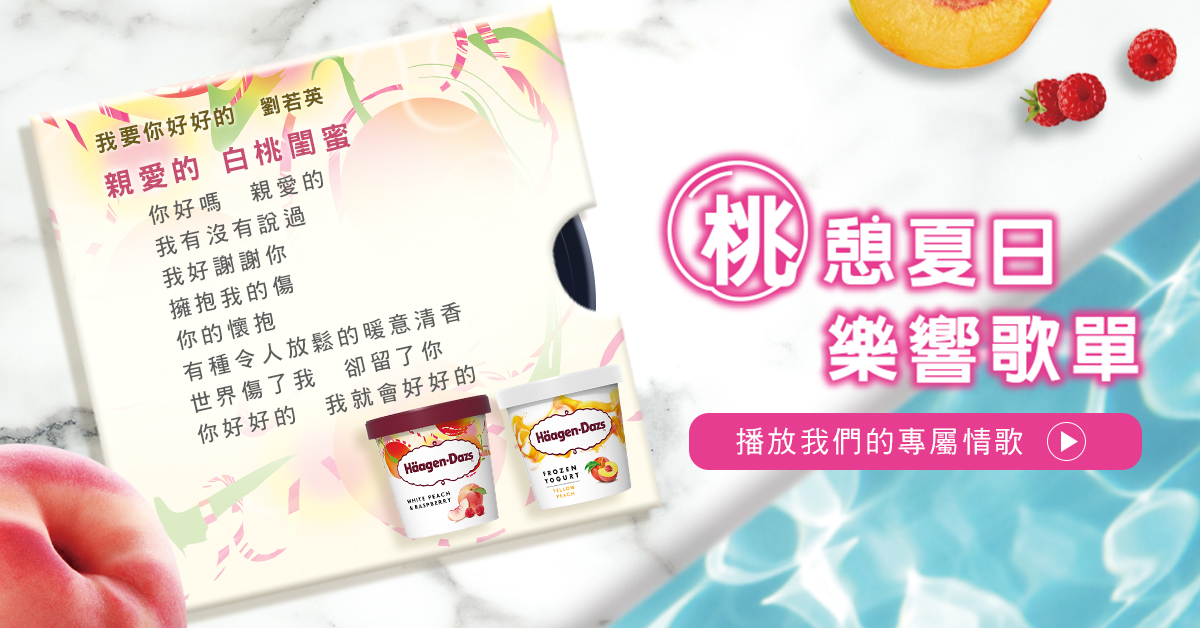 我要你好好的 劉若英
親愛的 白桃閨蜜
你好嗎 親愛的
我有沒有說過
我好謝謝你
擁抱我的傷
你的懷抱
有種令人放鬆的暖意清香
世界傷了我 卻留了你
你好好的 我就會好好的
Häagen-Dazs
WHITE PEACH
& RASPBERRY
Häagen-Dazs
FROZEN
YOGURT
YELLOW
PEACH
桃憩夏日
樂響歌單
播放我們的專屬情歌